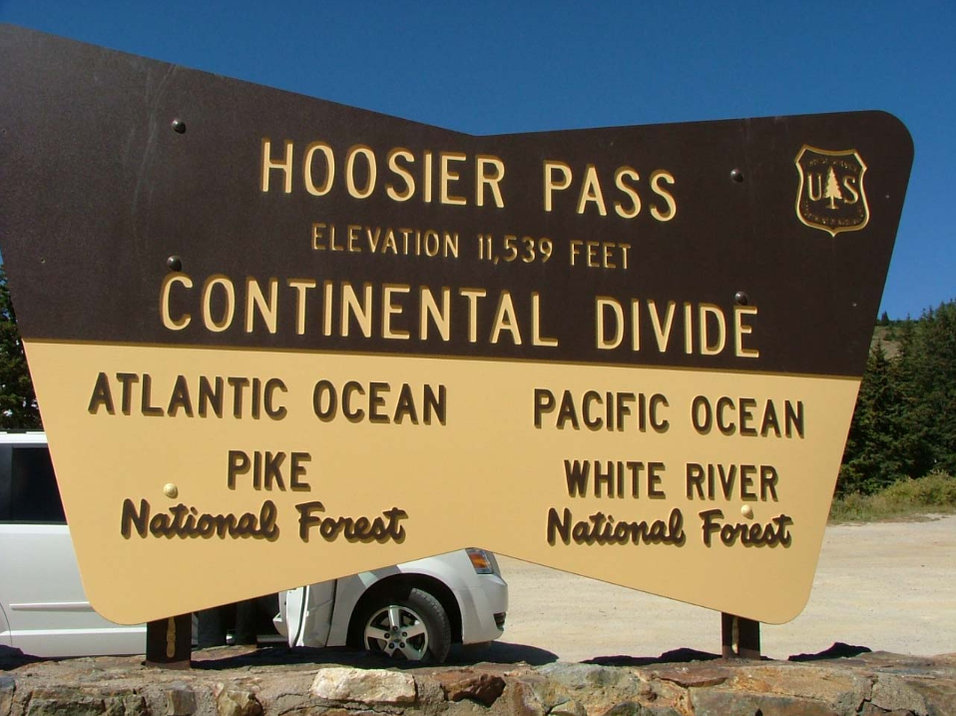 HOOSIER PASS
ELEVATION 11,539 FEET
CONTINENTAL DIVIDE
ATLANTIC OCEAN
PACIFIC OCEAN
PIKE
National Forest
WHITE RIVER
National Forest
U S